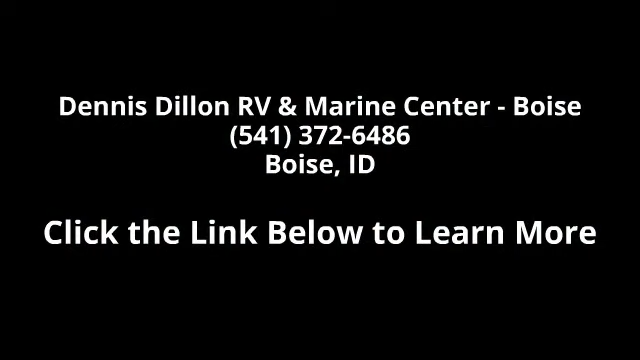 Dennis Dillon RV & Marine Center - Boise
(541) 372-6486
Boise, ID
Click the Link Below to Learn More